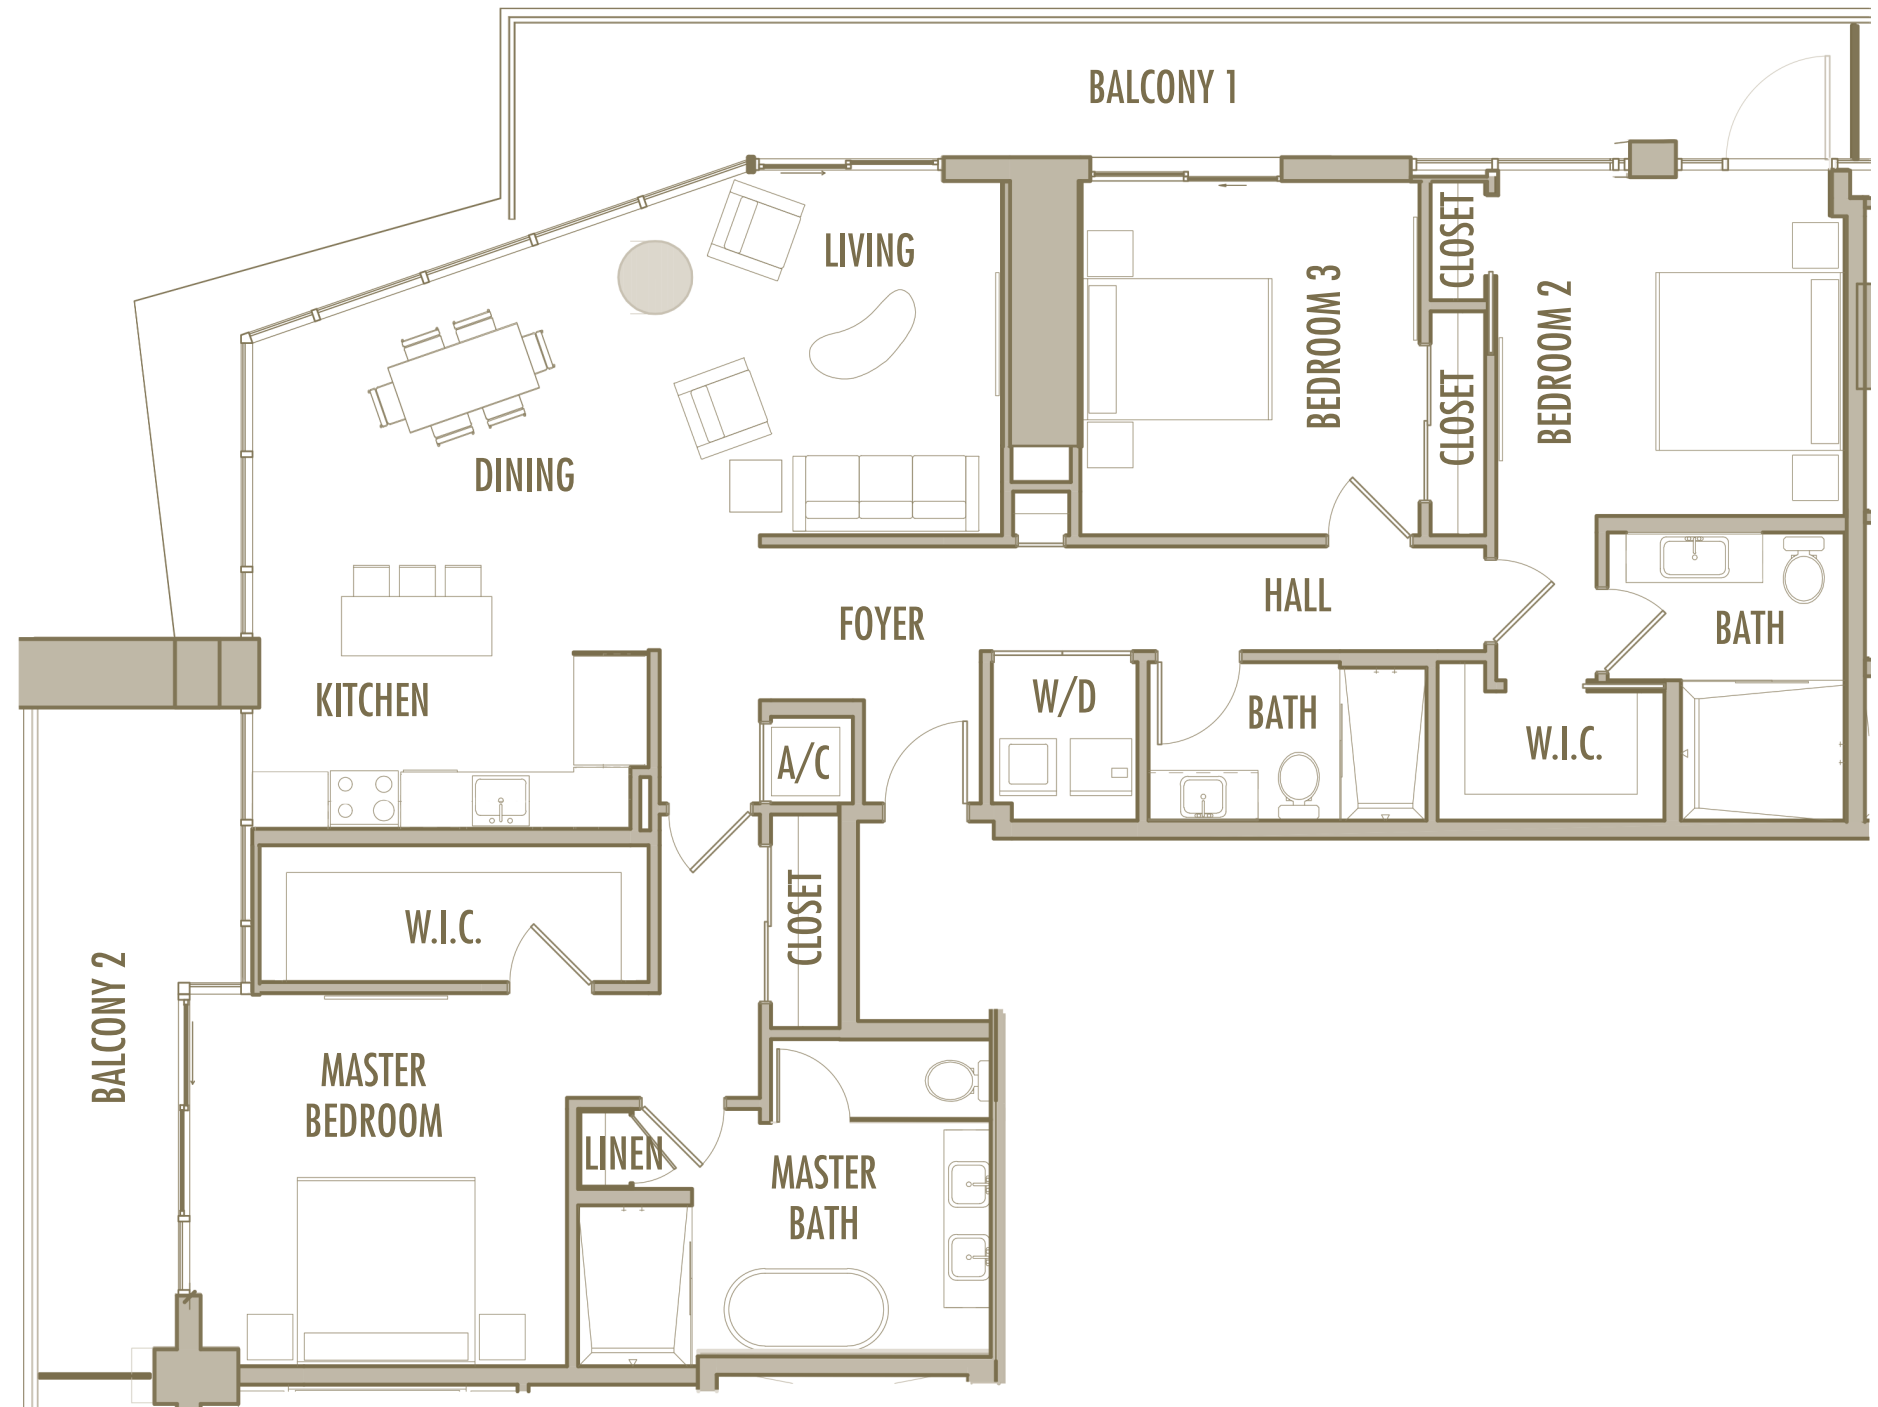 BALCONY 1
LIVING
CLOSET
BEDROOM 3
BEDROOM 2
CLOSET
DINING
HALL
FOYER
BATH
KITCHEN
W/D
BATH
W.I.C.
A/C
W.I.C.
CLOSET
BALCONY 2
MASTER
BEDROOM
LINEN
MASTER
BATH